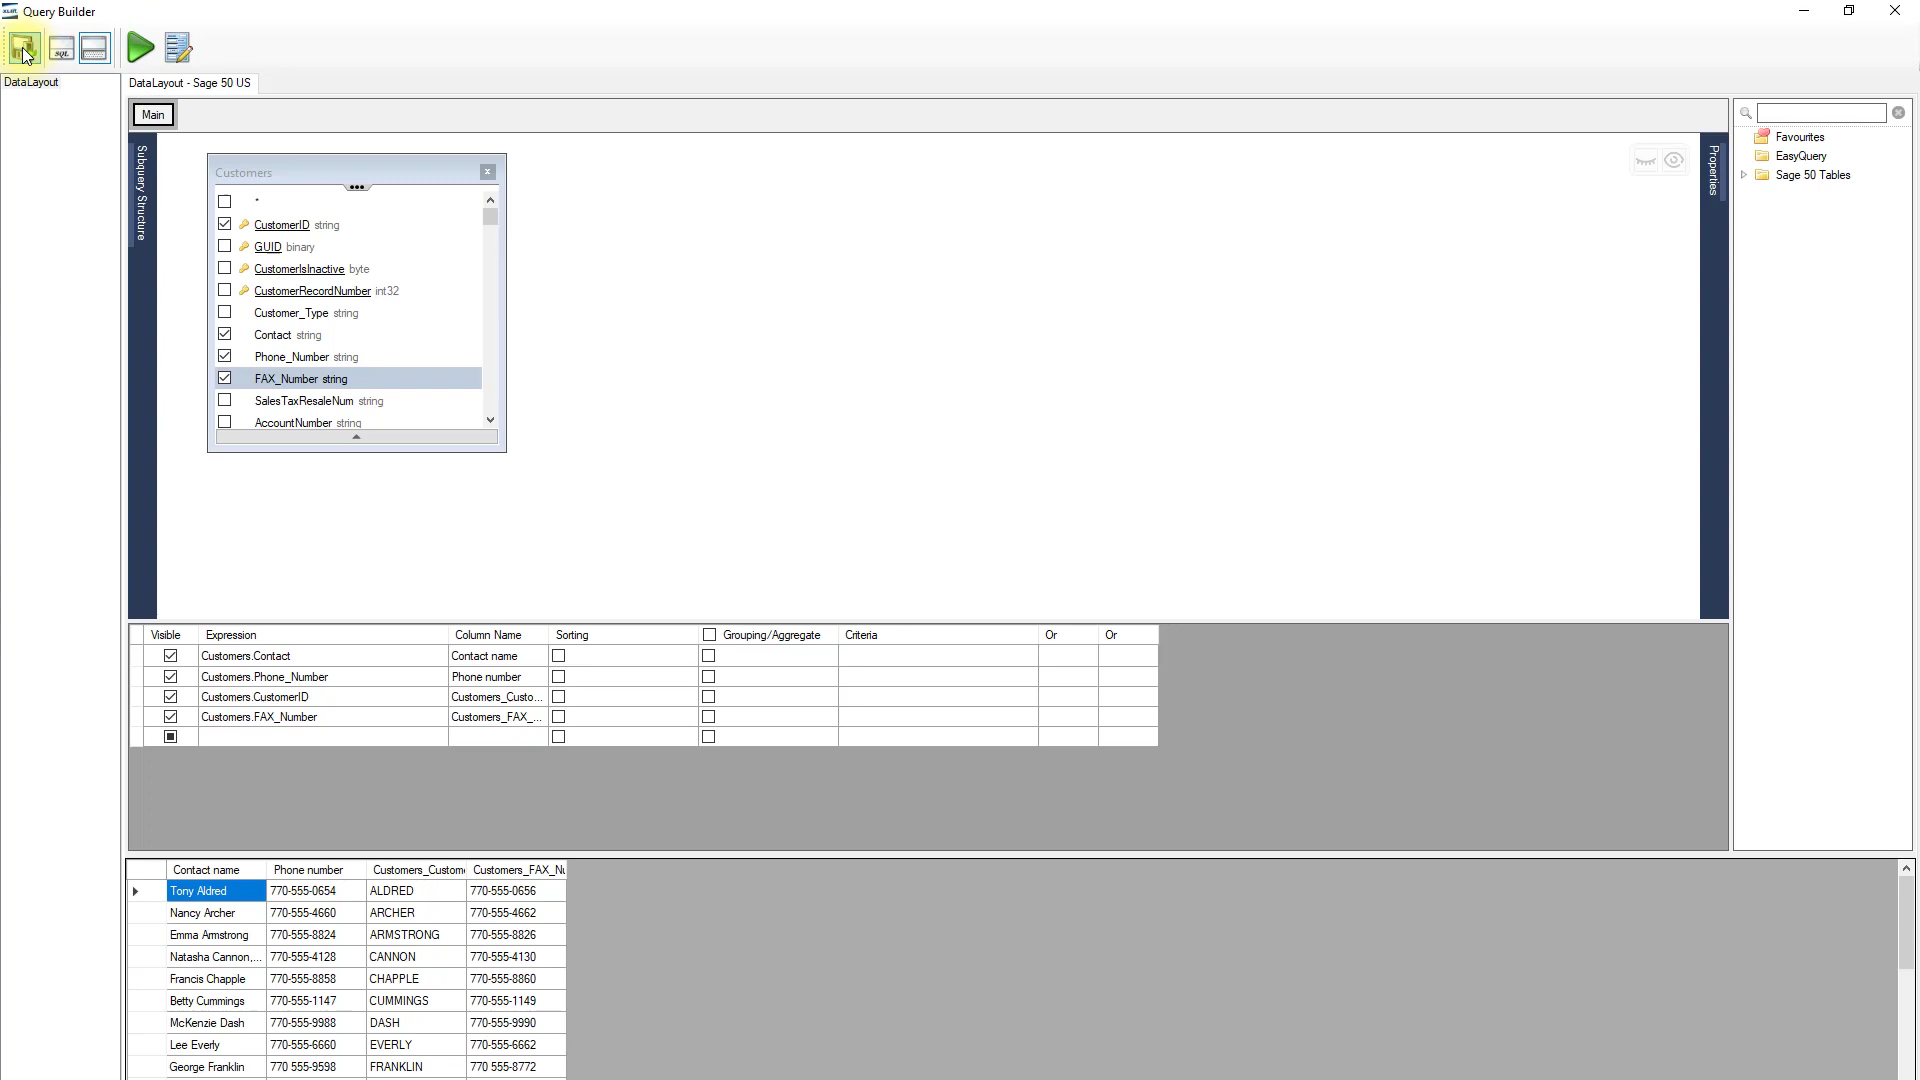 Query Builder
SQL
DataLayout
DataLayout - Sage 50 US
Main
Subquery Structure
Properties
Favourites
EasyQuery
Sage 50 Tables
Customers
*
CustomerID string
GUID binary
CustomerIsInactive byte
CustomerRecordNumber int32
Customer_Type string
Contact string
Phone_Number string
FAX_Number string
SalesTaxResaleNum string
AccountNumber string
Visible Expression Column Name Sorting Grouping/Aggregate Criteria Or Or
Customers.Contact Contact name
Customers.Phone_Number Phone number
Customers.CustomerID Customers_Custo...
Customers.FAX_Number Customers_FAX_...
Contact name Phone number Customers_Custom Customers_FAX_Nu
Tony Aldred 770-555-0654 ALDRED 770-555-0656
Nancy Archer 770-555-4660 ARCHER 770-555-4662
Emma Armstrong 770-555-8824 ARMSTRONG 770-555-8826
Natasha Cannon,... 770-555-4128 CANNON 770-555-4130
Francis Chapple 770-555-8858 CHAPPLE 770-555-8860
Betty Cummings 770-555-1147 CUMMINGS 770-555-1149
McKenzie Dash 770-555-9988 DASH 770-555-9990
Lee Everly 770-555-6660 EVERLY 770-555-6662
George Franklin 770 555-9598 FRANKLIN 770 555-8772